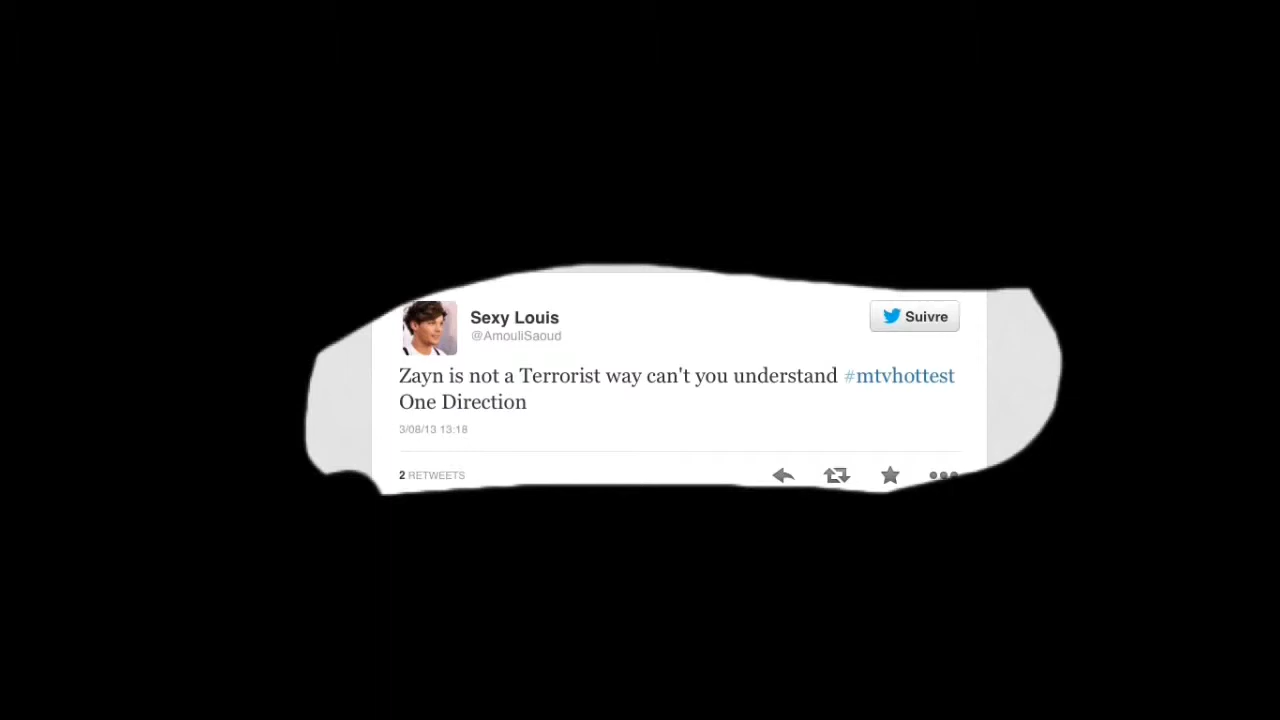 Sexy Louis
@AmouliSaoud
Suivre
Zayn is not a Terrorist way can't you understand #mtvhottest
One Direction
3/08/13 13:18
2 RETWEETS